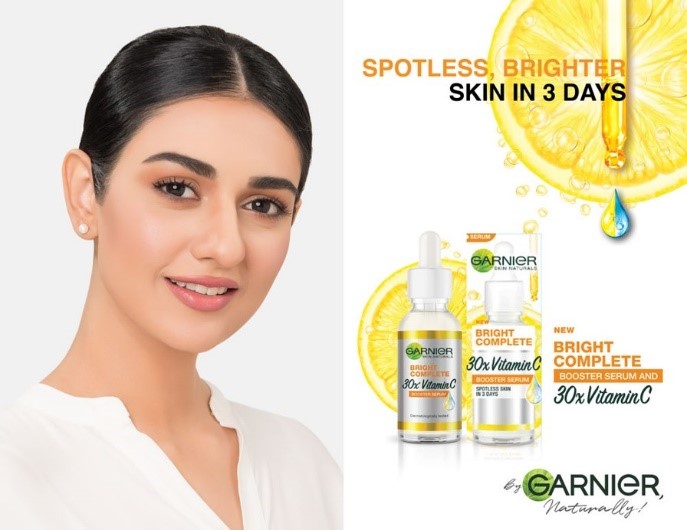 SPOTLESS, BRIGHTER
SKIN IN 3 DAYS
SERUM
GARNIER
SKIN NATURALS
BRIGHT
COMPLETE
30x Vitamin C
BOOSTER SERUM
SPOTLESS SKIN
IN 3 DAYS
GARNIER
SKIN NATURALS
BRIGHT
COMPLETE
30x Vitamin C
BOOSTER SERUM
NEW
BRIGHT
COMPLETE
BOOSTER SERUM AND
30x Vitamin C
By GARNIER,
Naturally!